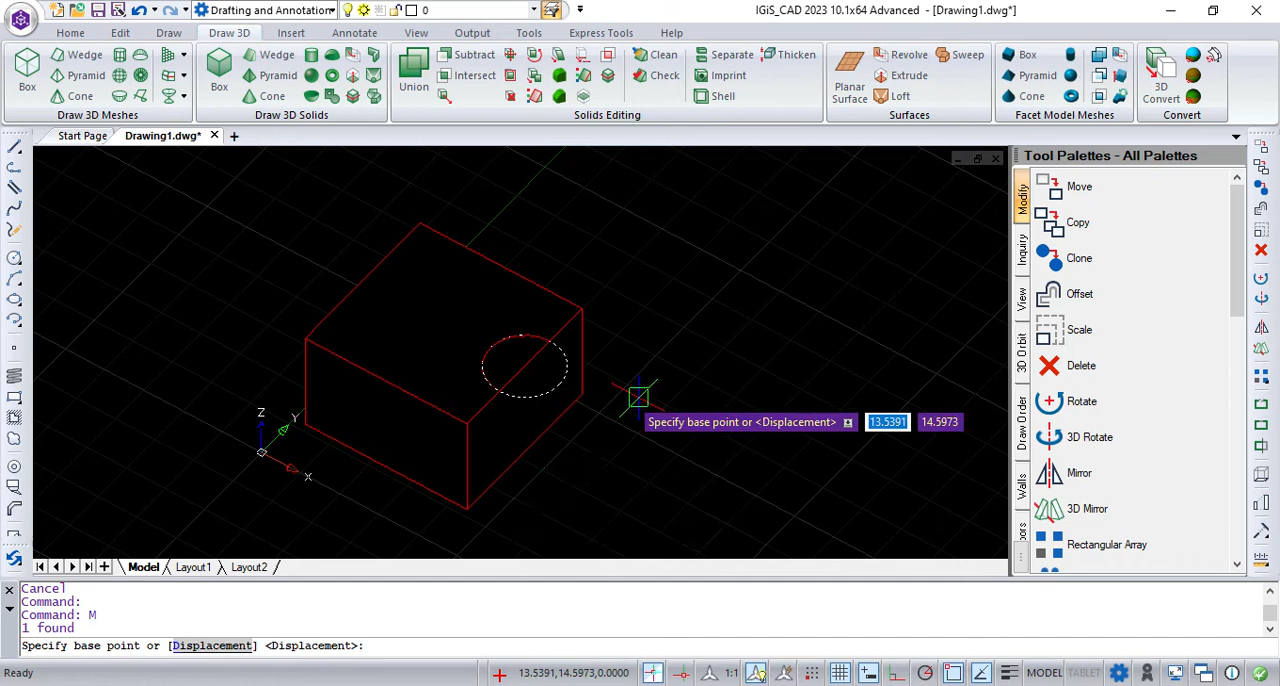 Drafting and Annotation
0
IGiS_CAD 2023 10.1x64 Advanced - [Drawing1.dwg*]
Home Edit Draw Draw 3D Insert Annotate View Output Tools Express Tools Help
Box Wedge Pyramid Cone
Draw 3D Meshes
Box Wedge Pyramid Cone
Draw 3D Solids
Union Subtract Intersect Clean Check Separate Imprint Shell Thicken
Solids Editing
Planar Surface Revolve Extrude Loft Sweep
Surfaces
Box Pyramid Cone
Facet Model Meshes
3D Convert
Convert
Start Page Drawing1.dwg*
Tool Palettes - All Palettes
Modify
Inquiry
View
3D Orbit
Draw Order
Walls
Move
Copy
Clone
Offset
Scale
Delete
Rotate
3D Rotate
Mirror
3D Mirror
Rectangular Array
Z
Y
X
Specify base point or <Displacement> 13.5391 14.5973
Model Layout1 Layout2
Cancel
Command:
Command: M
1 found
Specify base point or [Displacement] <Displacement>:
Ready 13.5391,14.5973,0.0000 1:1 MODEL TABLET